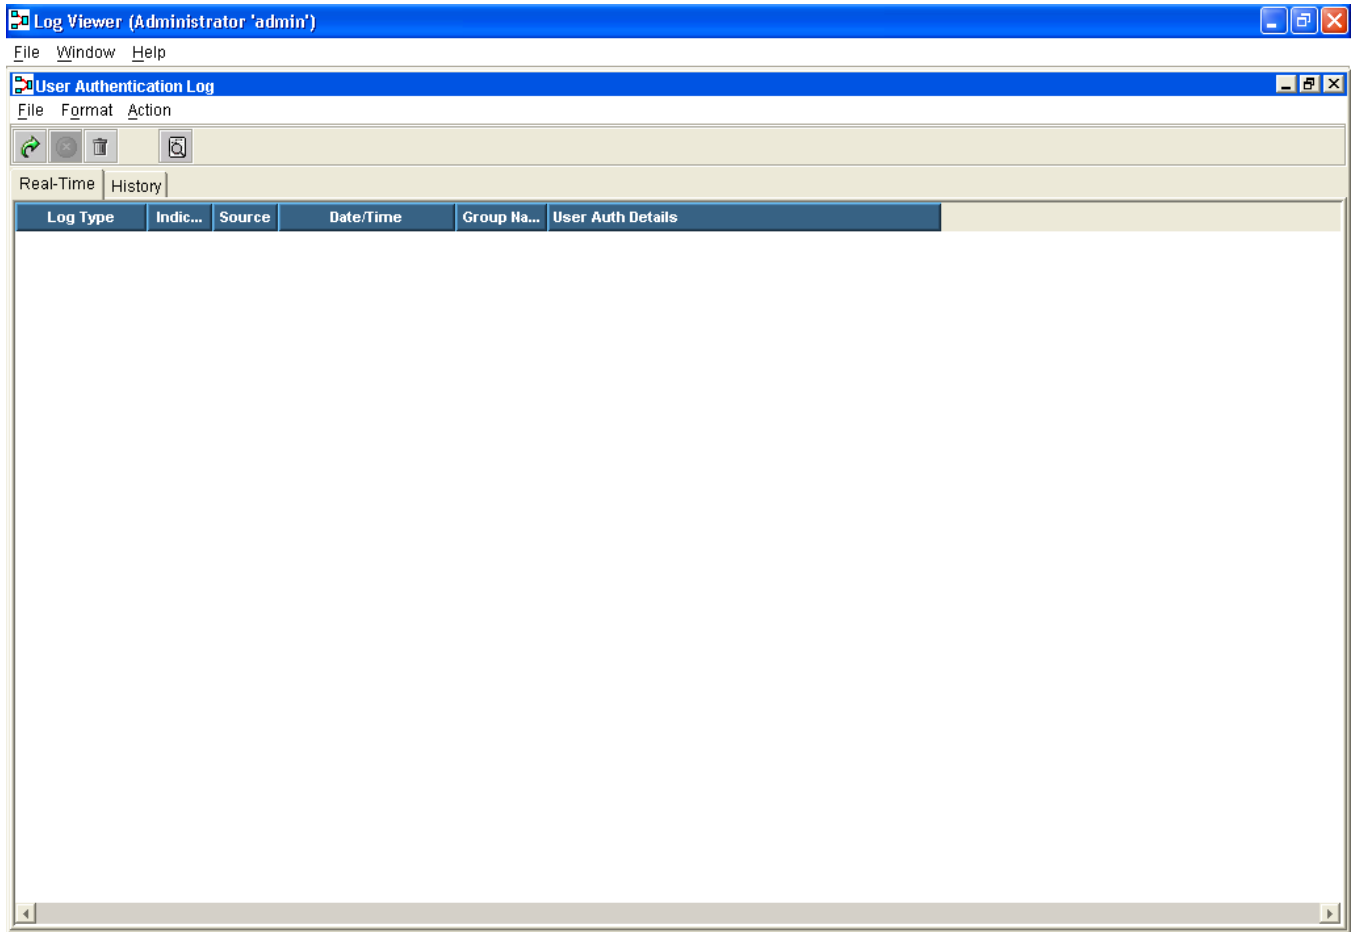 Log Viewer (Administrator 'admin')
File Window Help
User Authentication Log
File Format Action
Real-Time History
Log Type Indic... Source Date/Time Group Na... User Auth Details